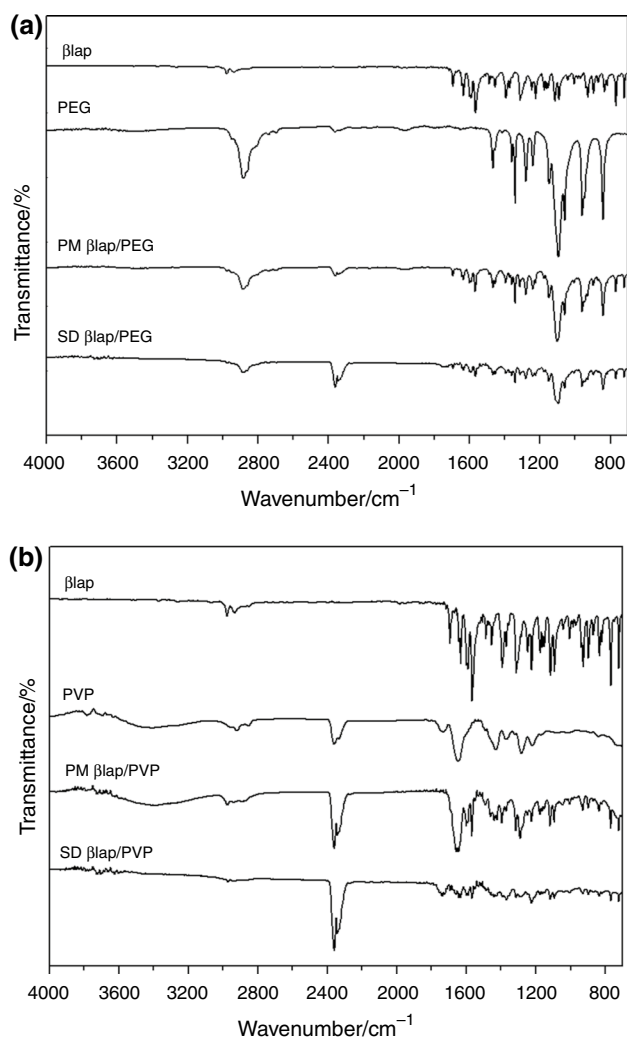 (a)
βlap
PEG
PM βlap/PEG
SD βlap/PEG
Transmittance/%
4000 3600 3200 2800 2400 2000 1600 1200 800
Wavenumber/cm⁻¹
(b)
βlap
PVP
PM βlap/PVP
SD βlap/PVP
Transmittance/%
4000 3600 3200 2800 2400 2000 1600 1200 800
Wavenumber/cm⁻¹